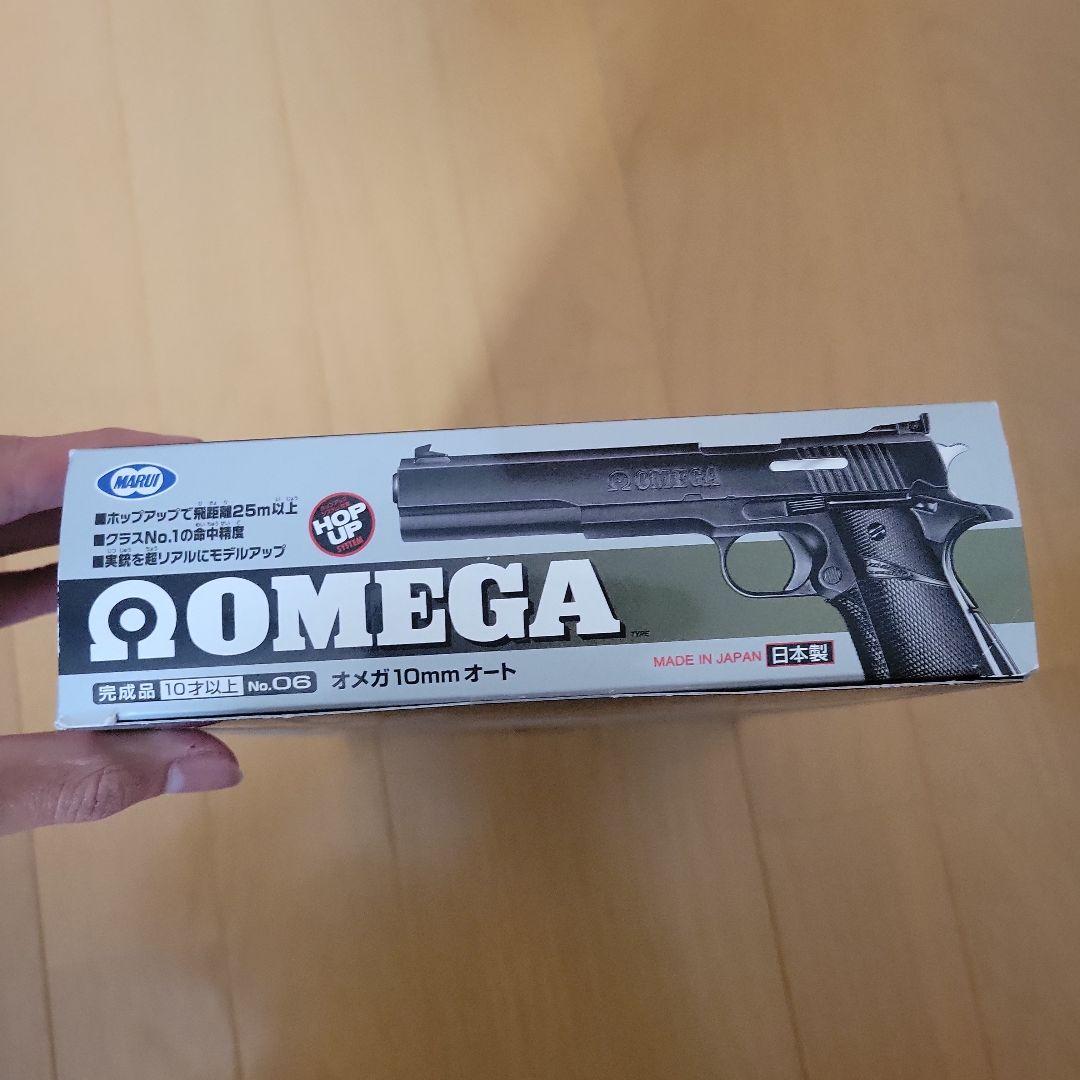 MARUI
■ホップアップで飛距離25m以上
■クラスNo.1の命中精度
■実銃を超リアルにモデルアップ
HOP UP
SYSTEM
ΩOMEGA
ΩOMEGA
TYPE
MADE IN JAPAN 日本製
完成品 10才以上 No.06 オメガ10mmオート